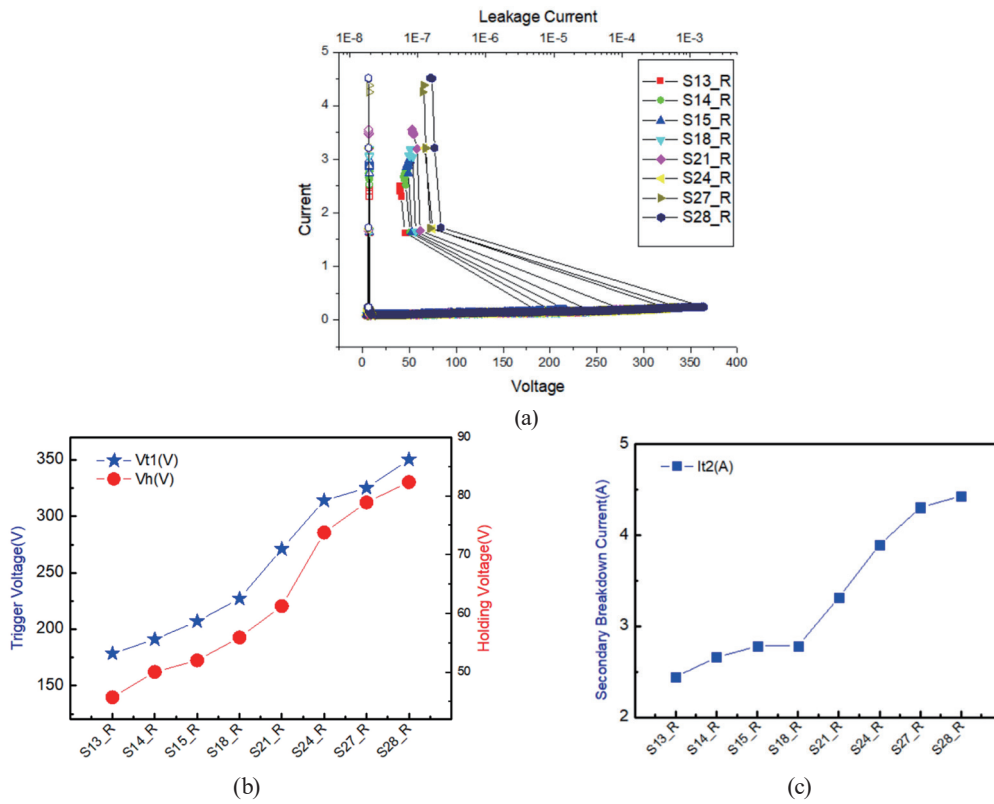 Leakage Current
1E-8 1E-7 1E-6 1E-5 1E-4 1E-3
5
4
3
2
1
0
Current
S13_R
S14_R
S15_R
S18_R
S21_R
S24_R
S27_R
S28_R
0 50 100 150 200 250 300 350 400
Voltage
(a)
350
300
250
200
150
Trigger Voltage(V)
Vt1(V)
Vh(V)
90
80
70
60
50
Holding Voltage(V)
S13_R S14_R S15_R S18_R S21_R S24_R S27_R S28_R
(b)
5
4
3
2
Secondary Breakdown Current(A)
It2(A)
S13_R S14_R S15_R S18_R S21_R S24_R S27_R S28_R
(c)